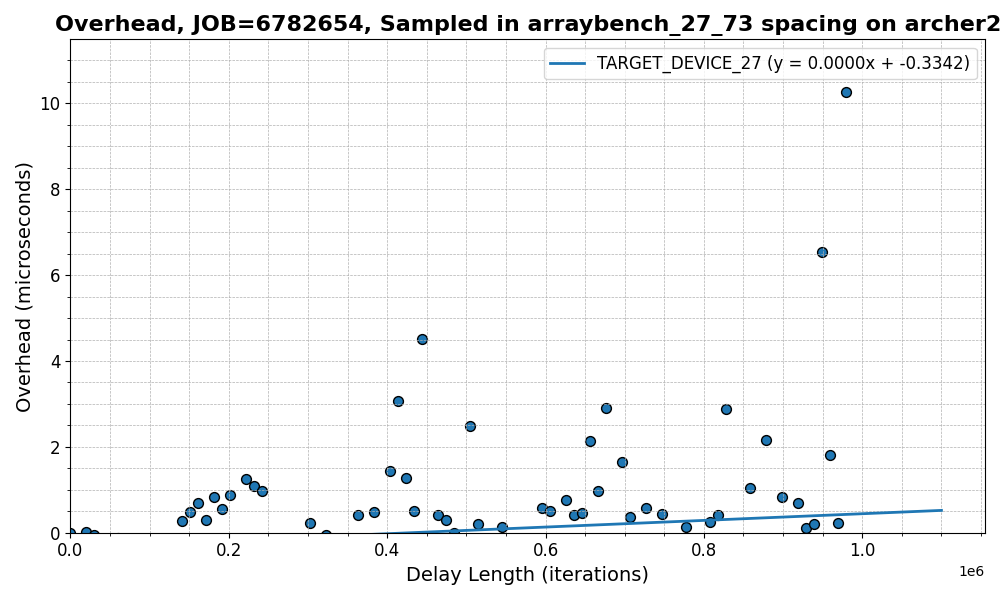 Overhead, JOB=6782654, Sampled in arraybench_27_73 spacing on archer2
TARGET_DEVICE_27 (y = 0.0000x + -0.3342)
Overhead (microseconds)
10
8
6
4
2
0
0.0 0.2 0.4 0.6 0.8 1.0
1e6
Delay Length (iterations)